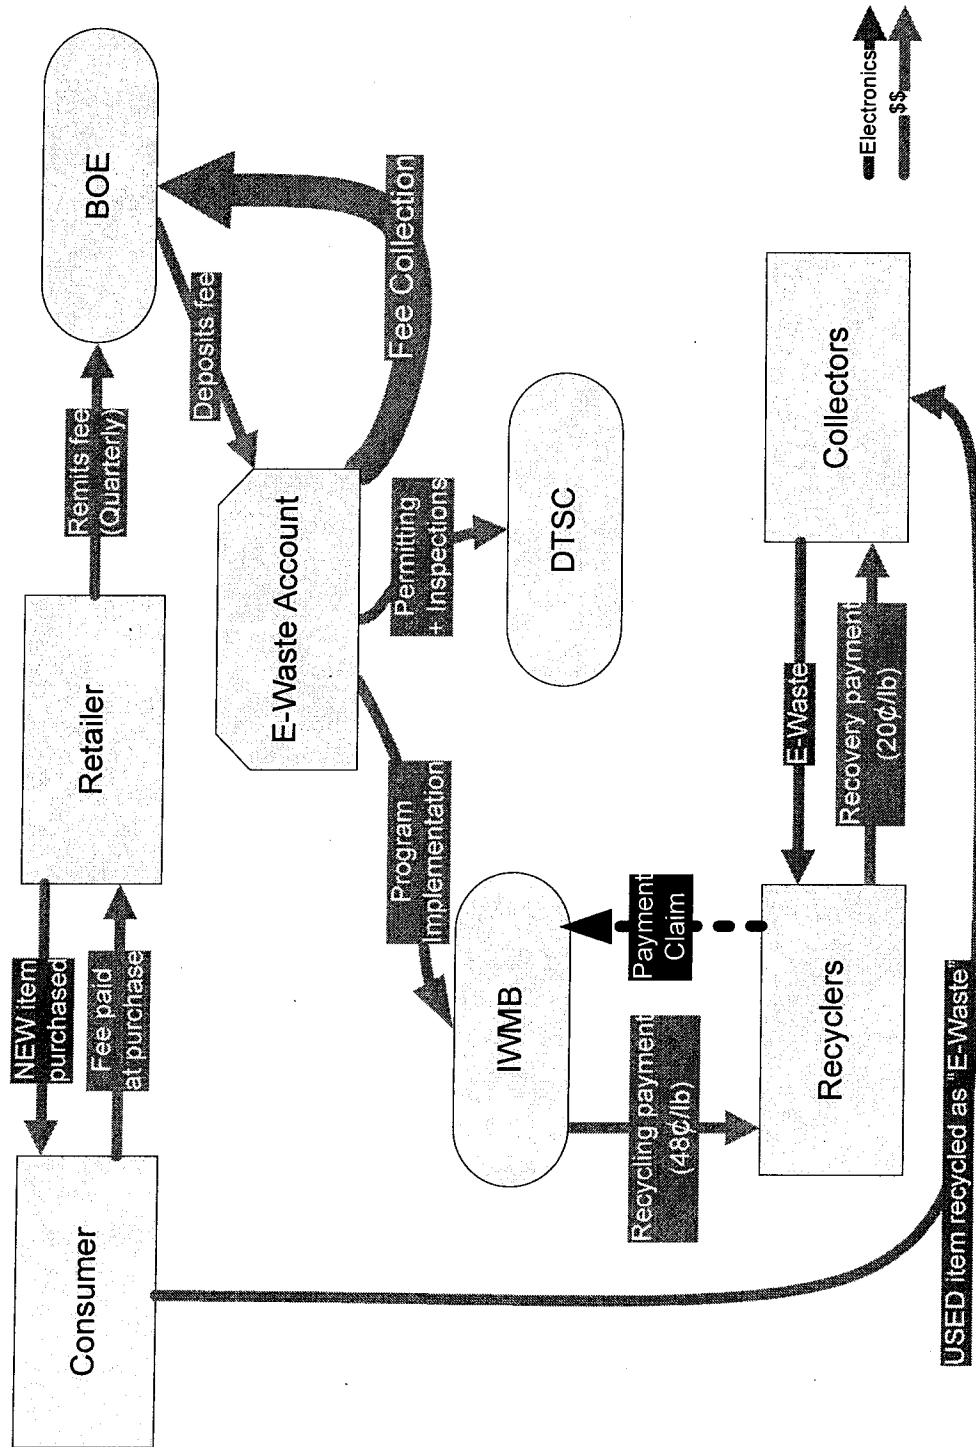 Consumer
NEW item
purchased
Fee paid
at purchase
Retailer
Remits fee
(Quarterly)
BOE
Deposits fee
Fee Collection
E-Waste Account
Program
Implementation
Permitting
+ Inspections
DTSC
IWMB
Recycling payment
(48¢/lb)
Payment
Claim
Recyclers
E-Waste
Recovery payment
(20¢/lb)
Collectors
USED item recycled as "E-Waste"
Electronics
$$